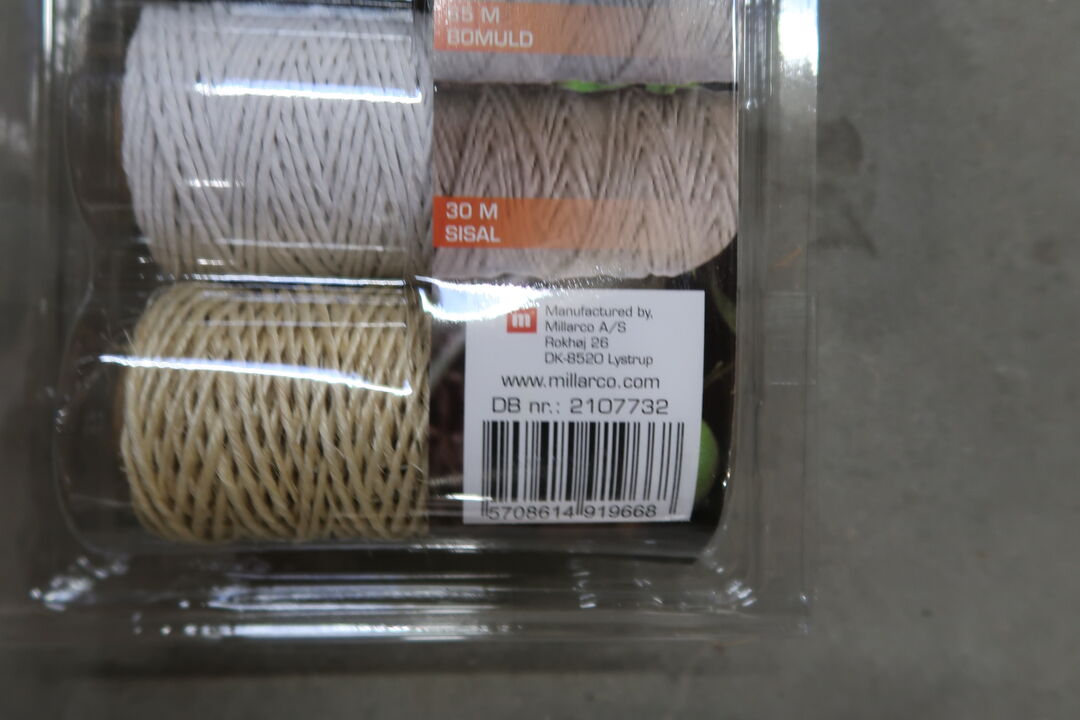 65 M
BOMULD
30 M
SISAL
m
Manufactured by,
Millarco A/S
Rokhøj 26
DK-8520 Lystrup
www.millarco.com
DB nr.: 2107732
5708614 919668